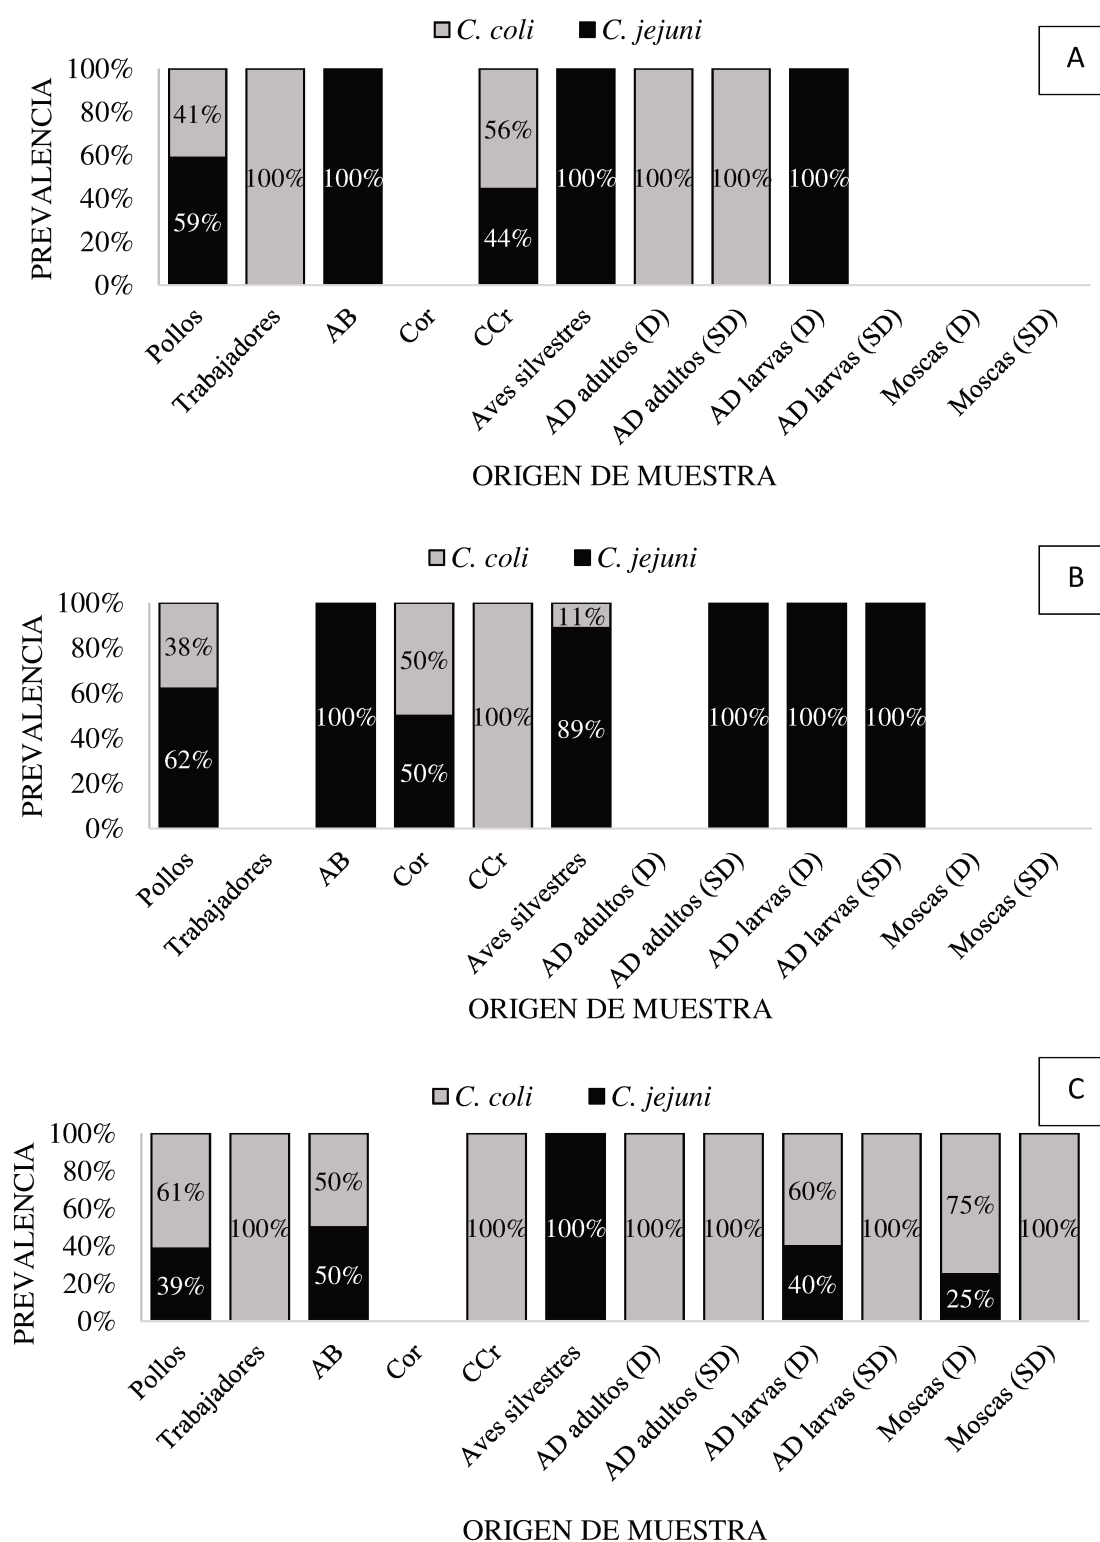 C. coli C. jejuni
A
PREVALENCIA
100%
80%
60%
40%
20%
0%
41% 59% 100% 100% 56% 44% 100% 100% 100% 100%
Pollos Trabajadores AB Cor CCr Aves silvestres AD adultos (D) AD adultos (SD) AD larvas (D) AD larvas (SD) Moscas (D) Moscas (SD)
ORIGEN DE MUESTRA
C. coli C. jejuni
B
PREVALENCIA
100%
80%
60%
40%
20%
0%
38% 62% 100% 50% 50% 100% 11% 89% 100% 100% 100%
Pollos Trabajadores AB Cor CCr Aves silvestres AD adultos (D) AD adultos (SD) AD larvas (D) AD larvas (SD) Moscas (D) Moscas (SD)
ORIGEN DE MUESTRA
C. coli C. jejuni
C
PREVALENCIA
100%
80%
60%
40%
20%
0%
61% 39% 100% 50% 50% 100% 100% 100% 100% 60% 40% 100% 75% 25% 100%
Pollos Trabajadores AB Cor CCr Aves silvestres AD adultos (D) AD adultos (SD) AD larvas (D) AD larvas (SD) Moscas (D) Moscas (SD)
ORIGEN DE MUESTRA